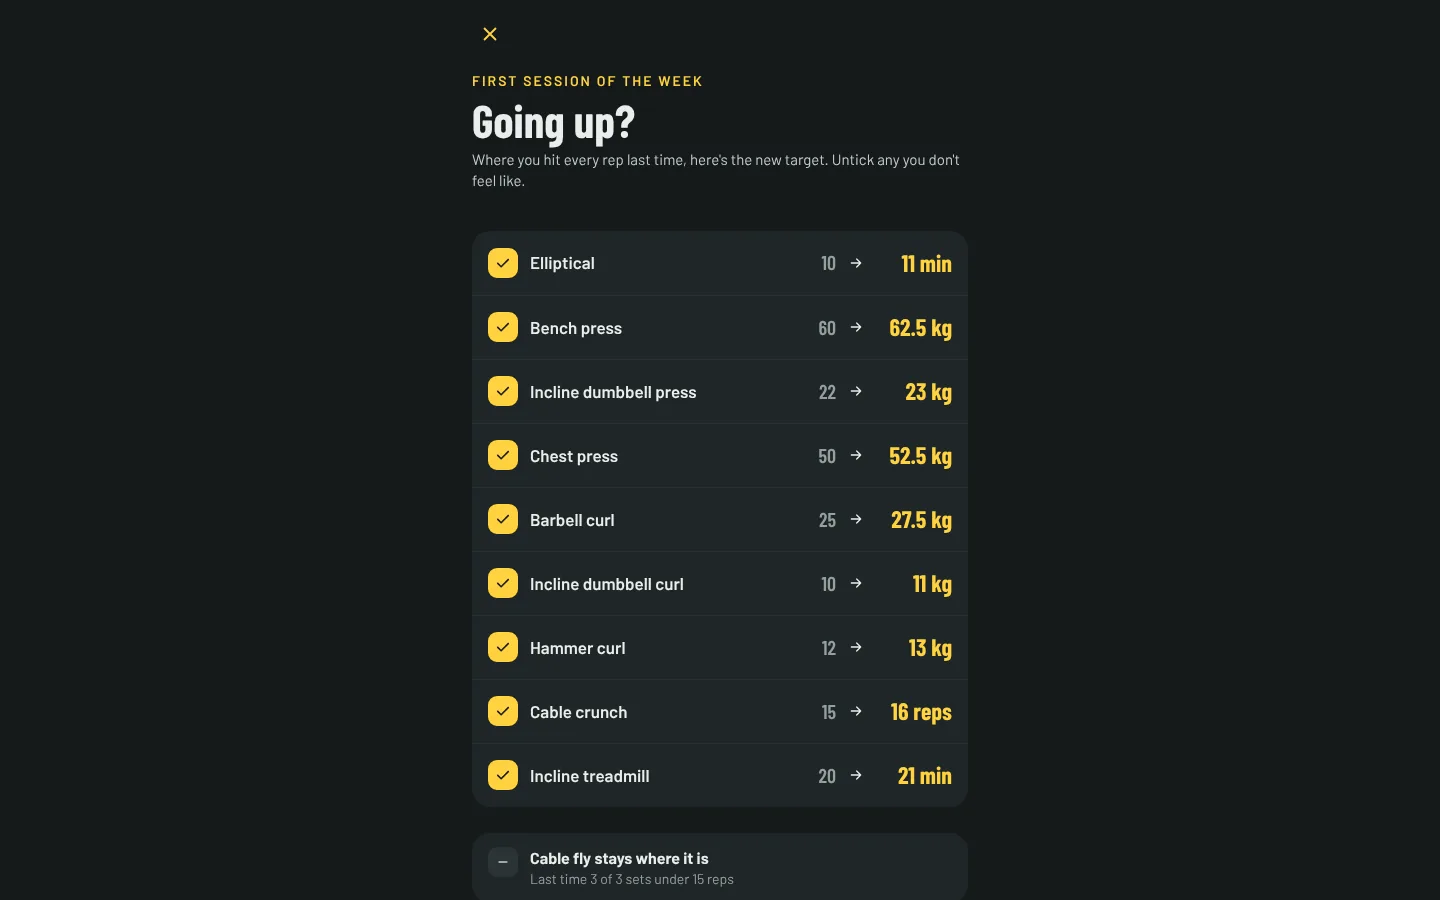 FIRST SESSION OF THE WEEK
Going up?
Where you hit every rep last time, here's the new target. Untick any you don't
feel like.
Elliptical 10 → 11 min
Bench press 60 → 62.5 kg
Incline dumbbell press 22 → 23 kg
Chest press 50 → 52.5 kg
Barbell curl 25 → 27.5 kg
Incline dumbbell curl 10 → 11 kg
Hammer curl 12 → 13 kg
Cable crunch 15 → 16 reps
Incline treadmill 20 → 21 min
Cable fly stays where it is
Last time 3 of 3 sets under 15 reps